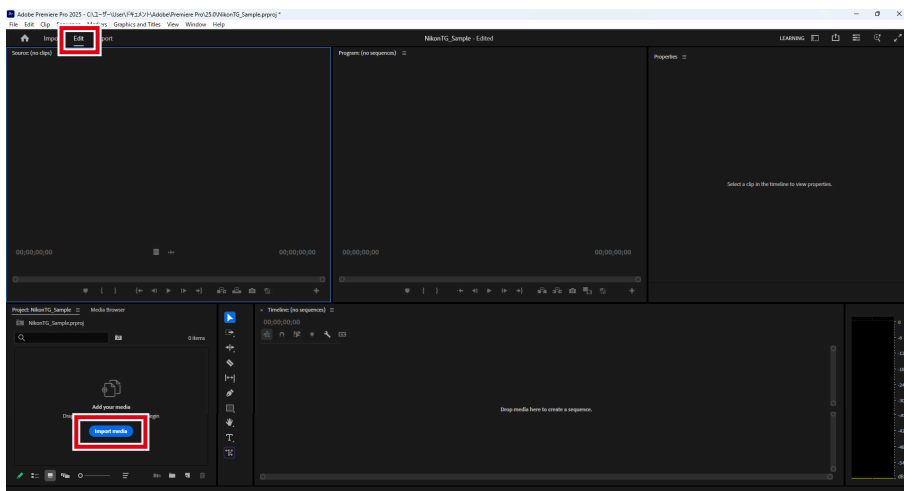 Adobe Premiere Pro 2025 - C:\ユーザー\User\ドキュメント\Adobe\Premiere Pro\25.0\NikonTG_Sample.prproj *
File Edit Clip Markers Graphics and Titles View Window Help
Edit
NikonTG_Sample - Edited
LEARNING
Source: (no clips)
Program: (no sequences)
Properties
Select a clip in the timeline to view properties.
00;00;00;00
00;00;00;00
00;00;00;00
00;00;00;00
Project: NikonTG_Sample
Media Browser
Timeline: (no sequences)
NikonTG_Sample.prproj
00;00;00;00
0 items
Add your media
Import media
Drop media here to create a sequence.